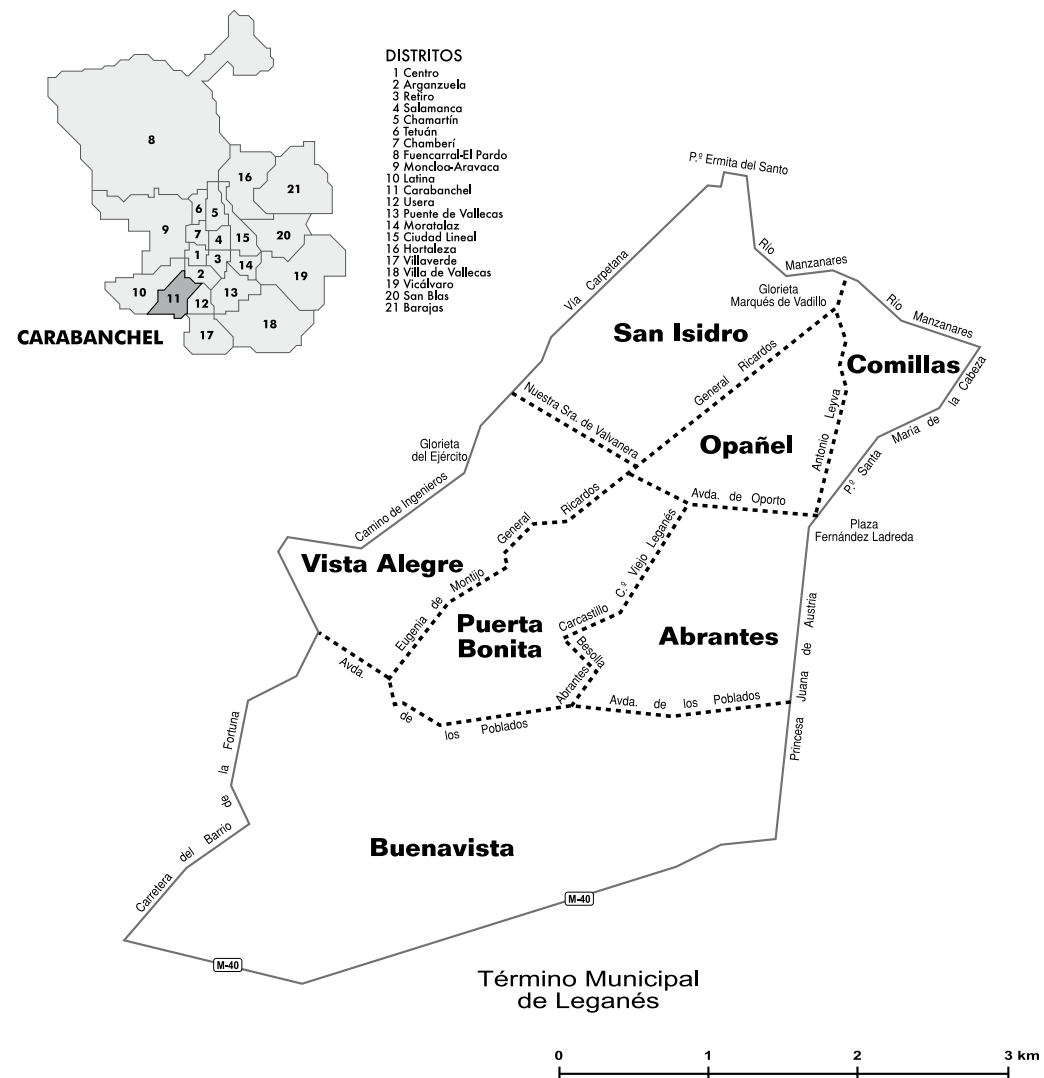 DISTRITOS
1 Centro
2 Arganzuela
3 Retiro
4 Salamanca
5 Chamartín
6 Tetuán
7 Chamberí
8 Fuencarral-El Pardo
9 Moncloa-Aravaca
10 Latina
11 Carabanchel
12 Usera
13 Puente de Vallecas
14 Moratalaz
15 Ciudad Lineal
16 Hortaleza
17 Villaverde
18 Villa de Vallecas
19 Vicálvaro
20 San Blas
21 Barajas
8
16
21
6
5
9
7
4
15
20
1
3
14
2
19
10
11
12
13
17
18
CARABANCHEL
P.º Ermita del Santo
Río
Manzanares
Vía Carpetana
Glorieta
Marqués de Vadillo
Río
Manzanares
San Isidro
General Ricardos
Comillas
Nuestra Sra. de Valvanera
Antonio Leyva
P.º Santa María de la Cabeza
Opañel
Glorieta
del Ejército
Camino de Ingenieros
General Ricardos
Avda. de Oporto
Plaza
Fernández Ladreda
Vista Alegre
Eugenia de Montijo
C.º Viejo Leganés
Puerta
Bonita
Carcastillo
Besolla
Abrantes
Abrantes
Princesa Juana de Austria
Avda.
de
los Poblados
Avda. de los Poblados
Carretera del Barrio de la Fortuna
Buenavista
M-40
M-40
Término Municipal
de Leganés
0 1 2 3 km